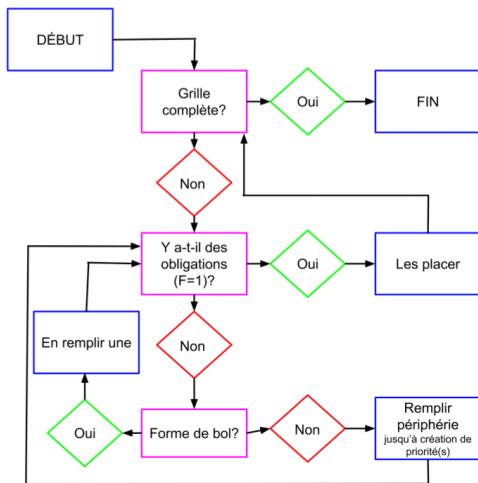 DÉBUT
Grille
complète?
Oui
FIN
Non
Y a-t-il des
obligations
(F=1)?
Oui
Les placer
En remplir une
Non
Oui
Forme de bol?
Non
Remplir
périphérie
jusqu'à création de
priorité(s)